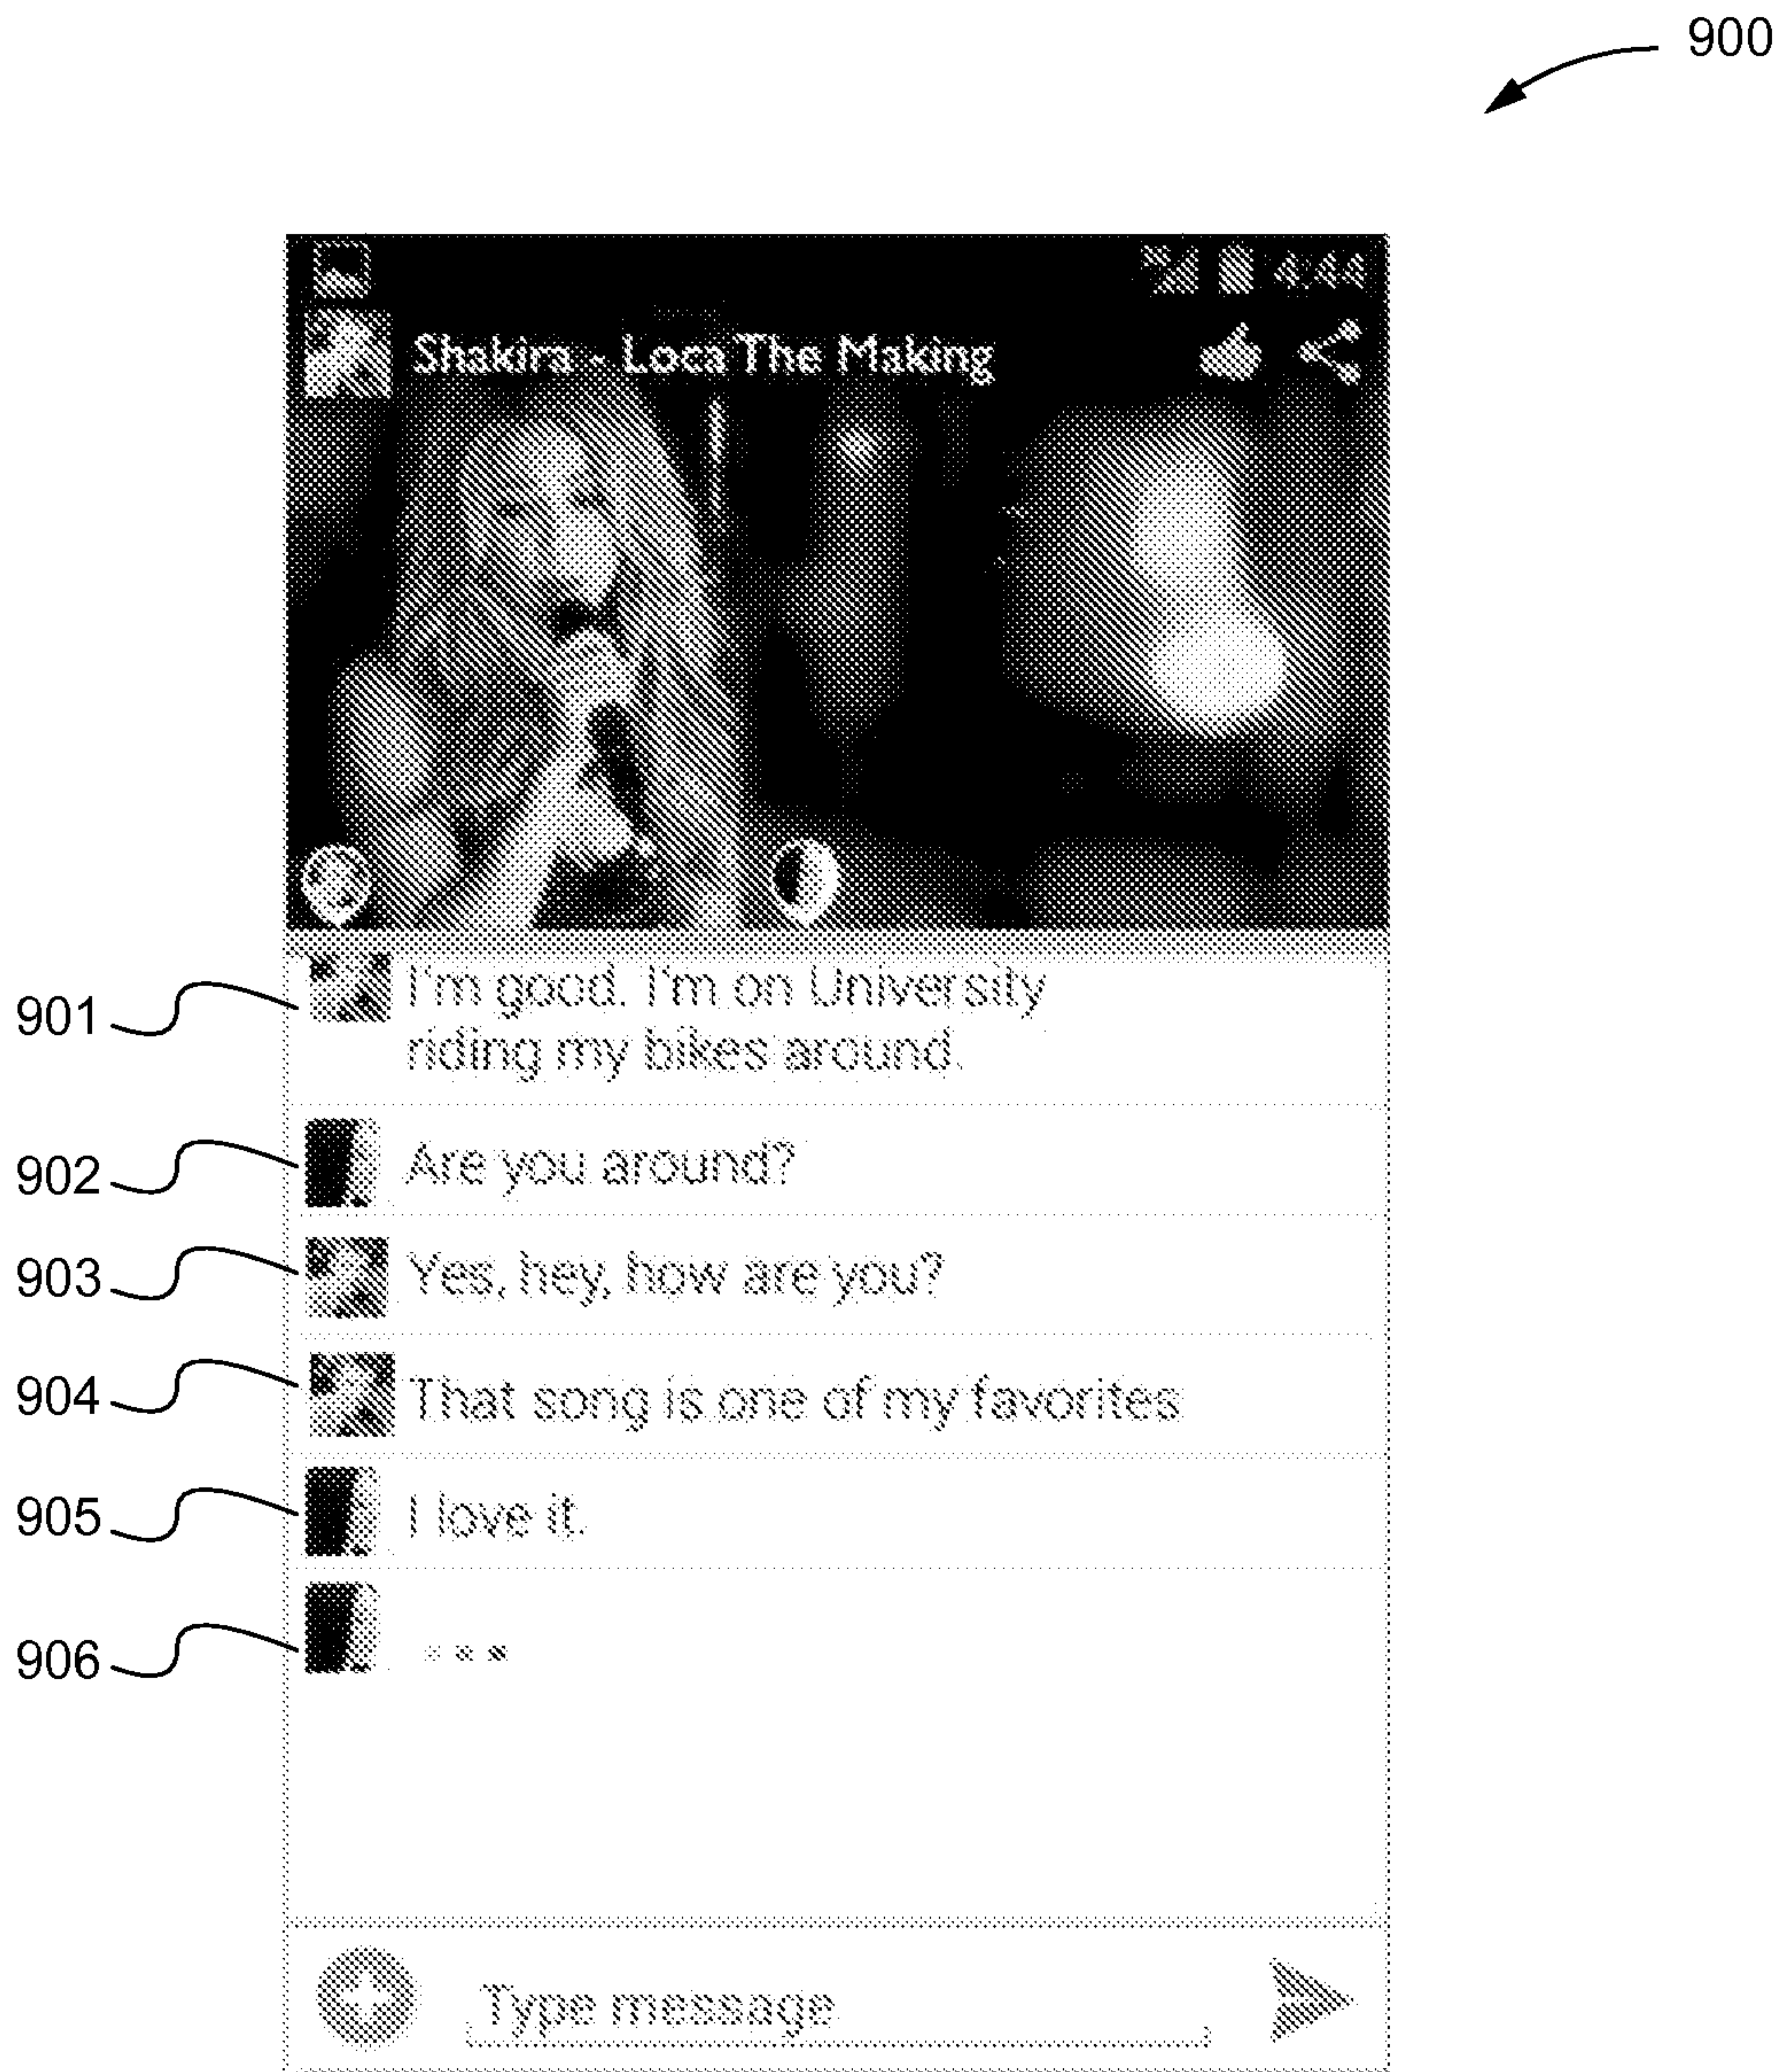 900
4:44
Shakira - Loca The Making
901
I'm good. I'm on University
riding my bikes around.
902
Are you around?
903
Yes, hey, how are you?
904
That song is one of my favorites
905
I love it.
906
...
Type message